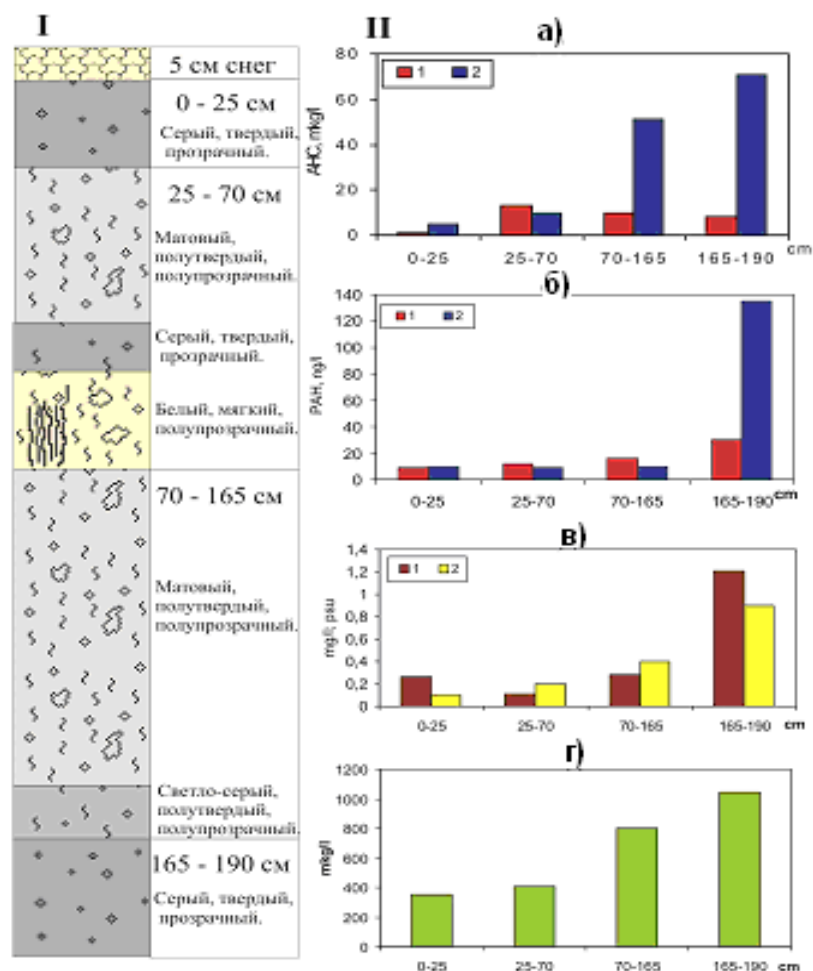 I
5 см снег
0 - 25 см
Серый, твердый,
прозрачный.
25 - 70 см
Матовый,
полутвердый,
полупрозрачный.
Серый, твердый,
прозрачный.
Белый, мягкий,
полупрозрачный.
70 - 165 см
Матовый,
полутвердый,
полупрозрачный.
Светло-серый,
полутвердый,
полупрозрачный.
165 - 190 см
Серый, твердый,
прозрачный.
II
а)
80
60
40
20
0
AHC, mkg/l
1 2
0-25 25-70 70-165 165-190 cm
б)
140
120
100
80
60
40
20
0
PAH, ng/l
1 2
0-25 25-70 70-165 165-190 cm
в)
1,4
1,2
1
0,8
0,6
0,4
0,2
0
mg/l; psu
1 2
0-25 25-70 70-165 165-190 cm
г)
1200
1000
800
600
400
200
0
mkg/l
0-25 25-70 70-165 165-190 cm